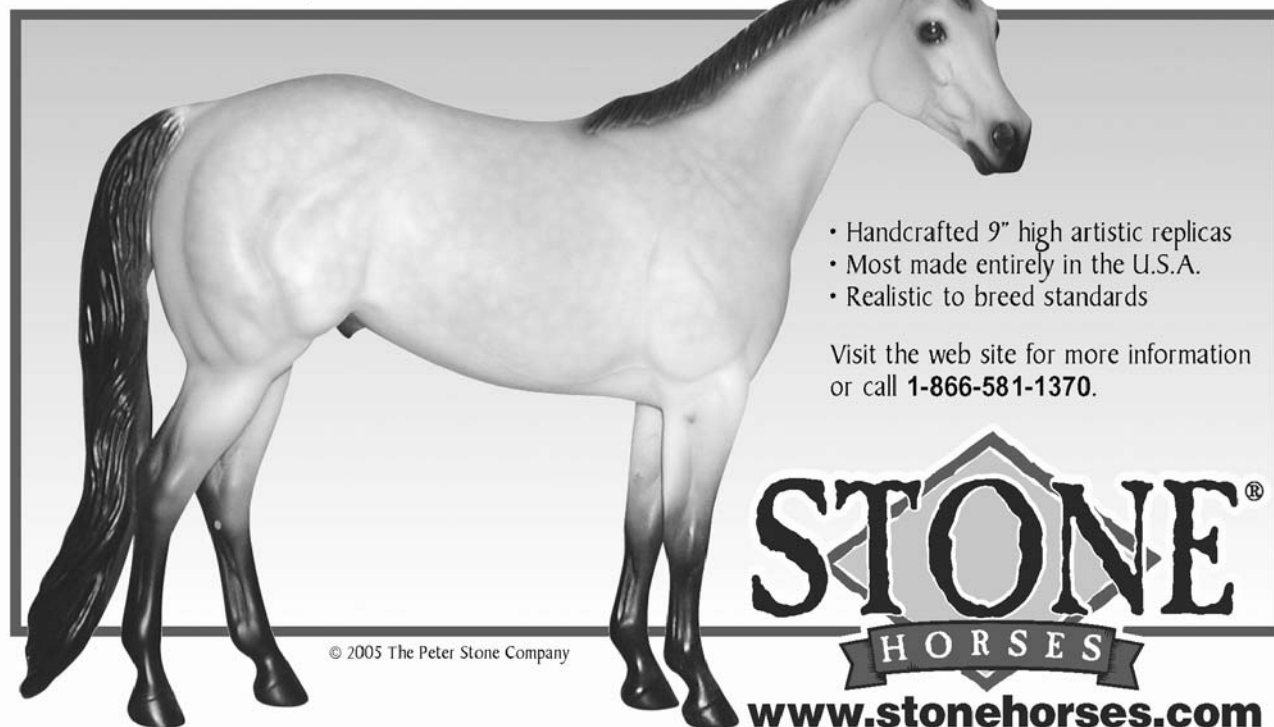 • Handcrafted 9" high artistic replicas
• Most made entirely in the U.S.A.
• Realistic to breed standards
Visit the web site for more information
or call 1-866-581-1370.
STONE®
HORSES
© 2005 The Peter Stone Company
www.stonehorses.com